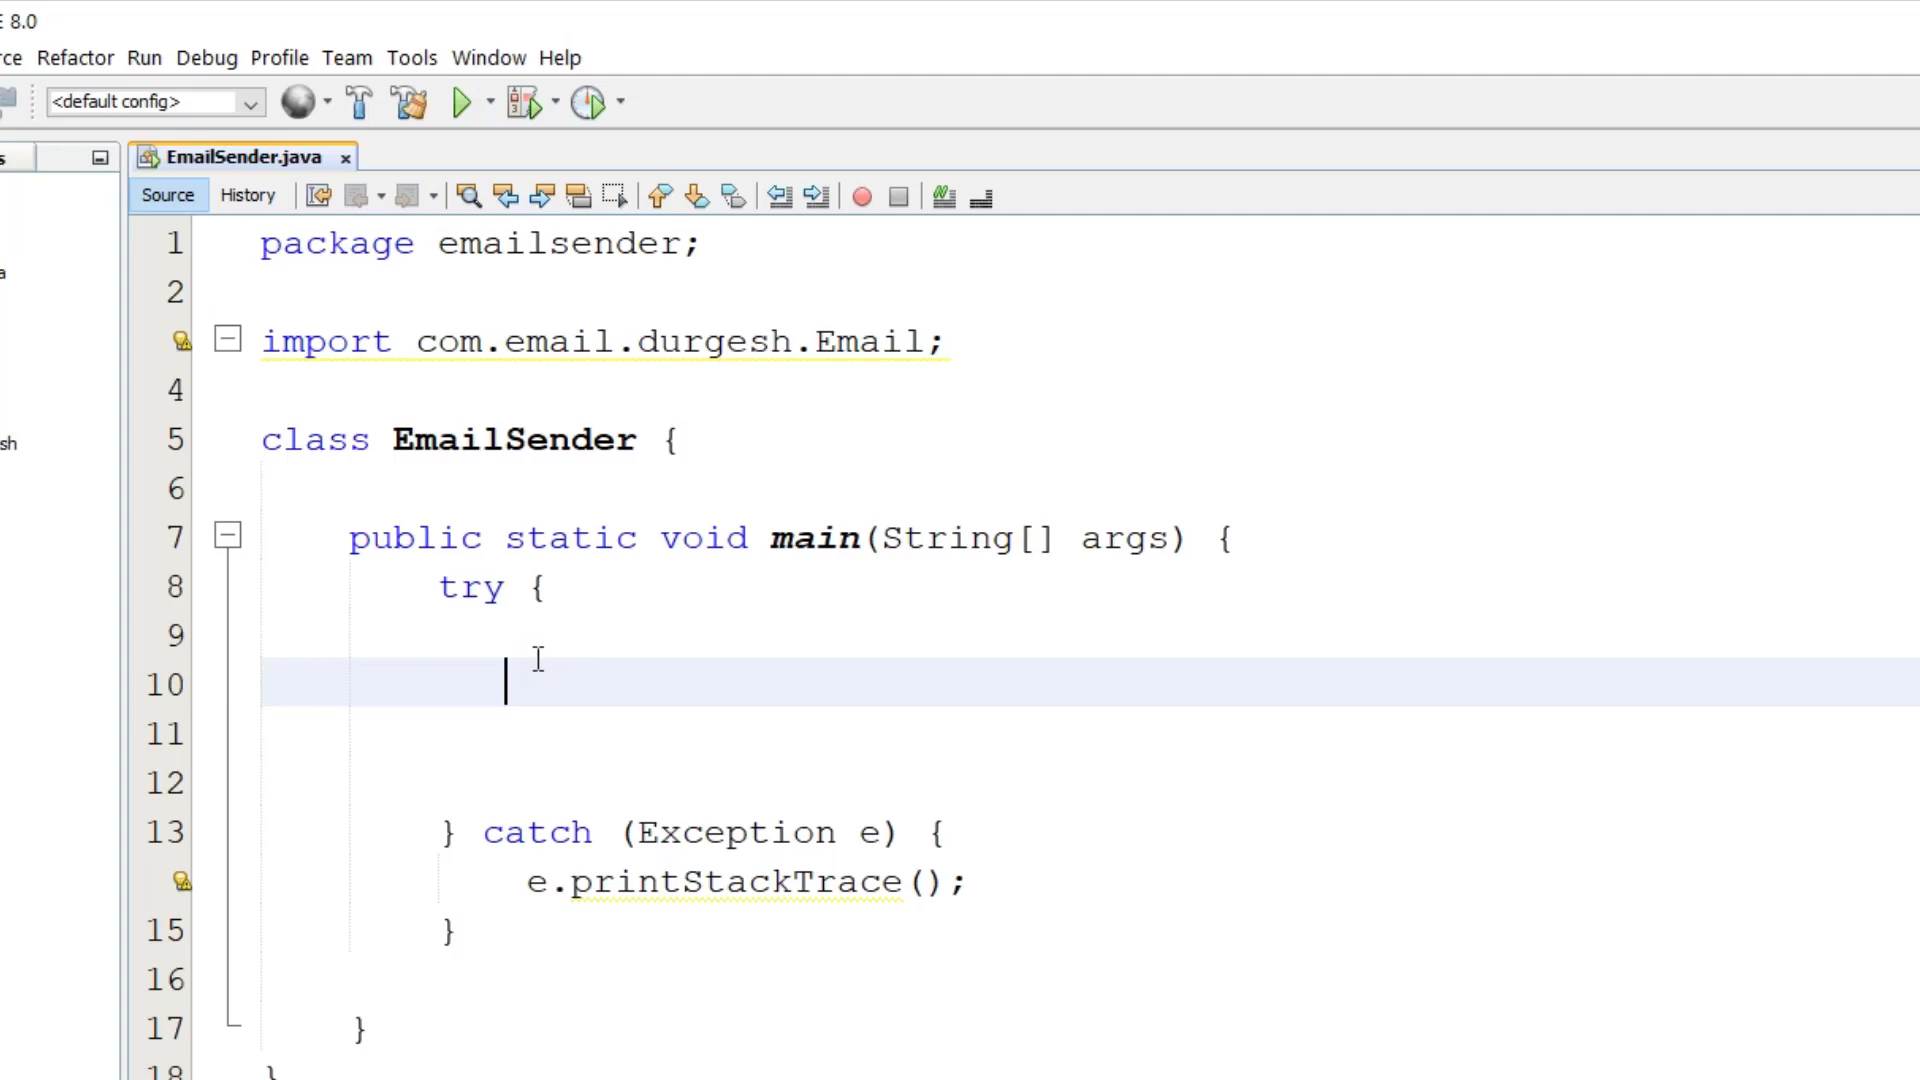 E 8.0
rce Refactor Run Debug Profile Team Tools Window Help
<default config>
s
EmailSender.java x
Source History
a
sh
1 package emailsender;
2
import com.email.durgesh.Email;
4
5 class EmailSender {
6
7 public static void main(String[] args) {
8 try {
9
10
11
12
13 } catch (Exception e) {
e.printStackTrace();
15 }
16
17 }
18 }